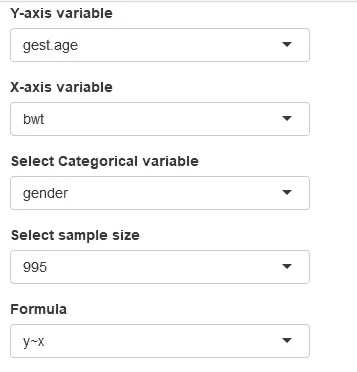 Y-axis variable
gest.age
X-axis variable
bwt
Select Categorical variable
gender
Select sample size
995
Formula
y~x